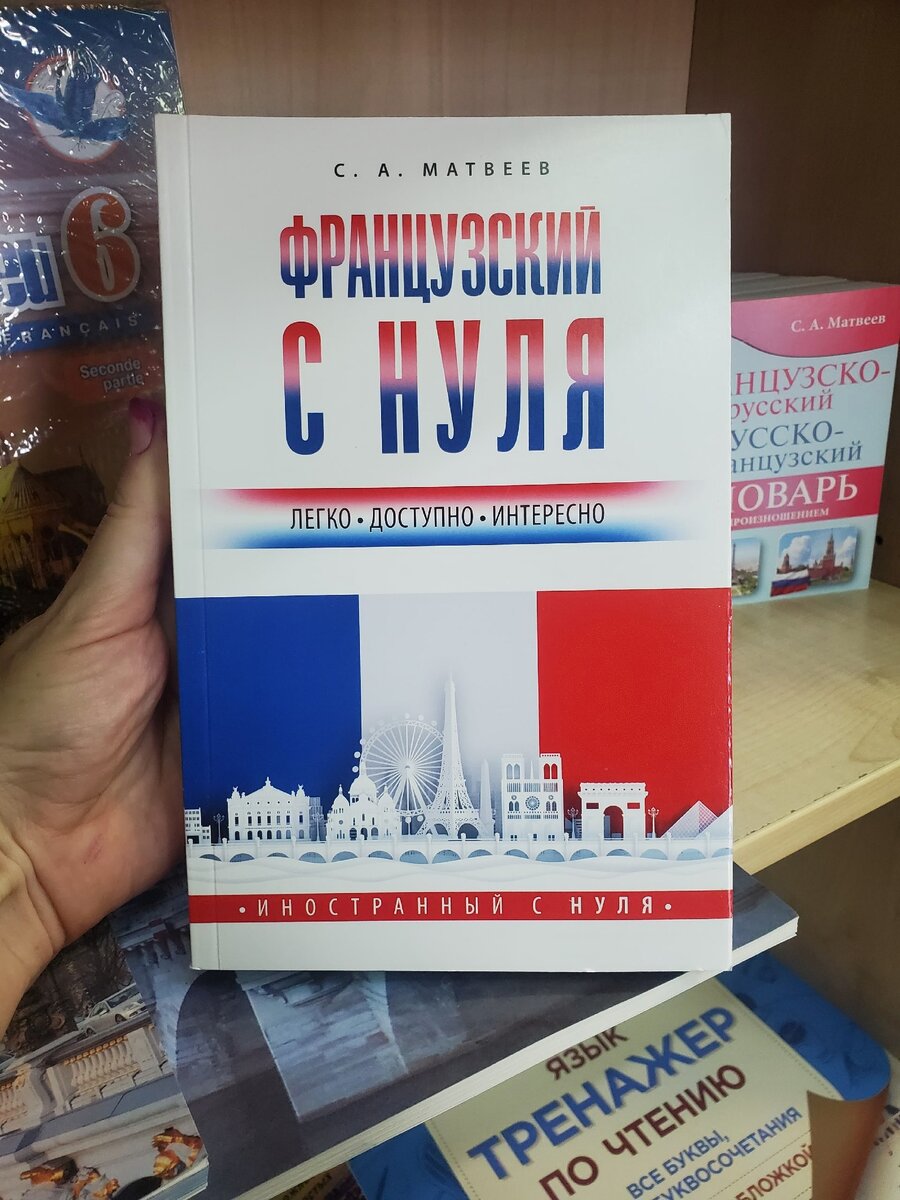 С. А. МАТВЕЕВ
ФРАНЦУЗСКИЙ
С НУЛЯ
ЛЕГКО • ДОСТУПНО • ИНТЕРЕСНО
• ИНОСТРАННЫЙ С НУЛЯ •
6
FRANÇAIS
Seconde
partie
С. А. Матвеев
РУССКИЙ
ЯЗЫК
ТРЕНАЖЕР
ПО ЧТЕНИЮ
ВСЕ БУКВЫ,